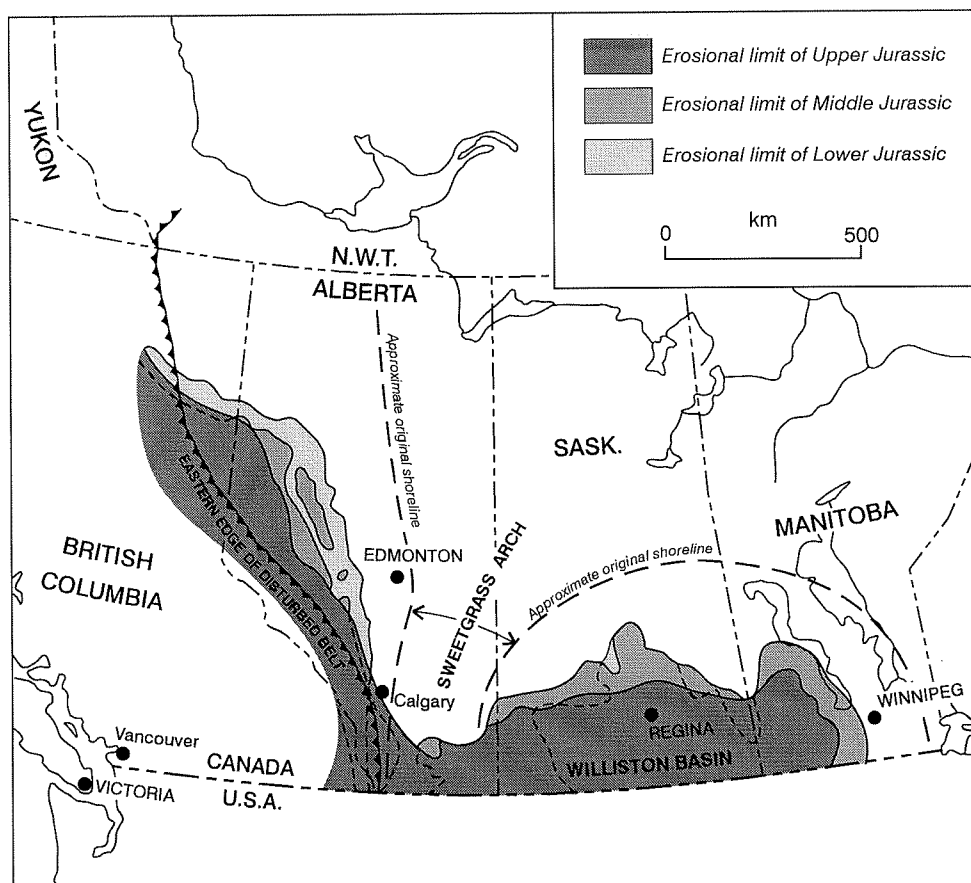 Erosional limit of Upper Jurassic
Erosional limit of Middle Jurassic
Erosional limit of Lower Jurassic
km
0 500
YUKON
N.W.T.
ALBERTA
Approximate original shoreline
SASK.
MANITOBA
EASTERN EDGE OF DISTURBED BELT
BRITISH
COLUMBIA
EDMONTON
SWEETGRASS ARCH
Approximate original shoreline
Calgary
WINNIPEG
REGINA
WILLISTON BASIN
Vancouver
VICTORIA
CANADA
U.S.A.